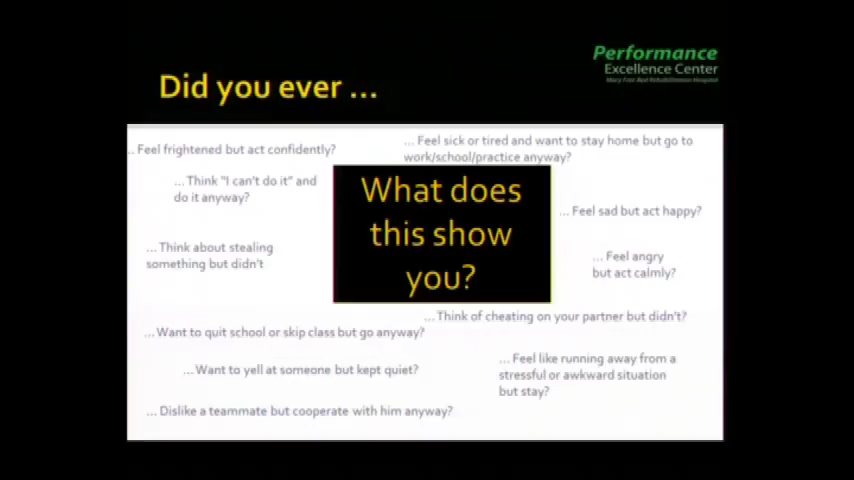 Performance
Excellence Center
Mary Free Bed Rehabilitation Hospital
Did you ever ...
... Feel frightened but act confidently?
... Feel sick or tired and want to stay home but go to
work/school/practice anyway?
... Think "I can't do it" and
do it anyway?
What does
this show
you?
... Feel sad but act happy?
... Think about stealing
something but didn't
... Feel angry
but act calmly?
... Think of cheating on your partner but didn't?
... Want to quit school or skip class but go anyway?
... Want to yell at someone but kept quiet?
... Feel like running away from a
stressful or awkward situation
but stay?
... Dislike a teammate but cooperate with him anyway?